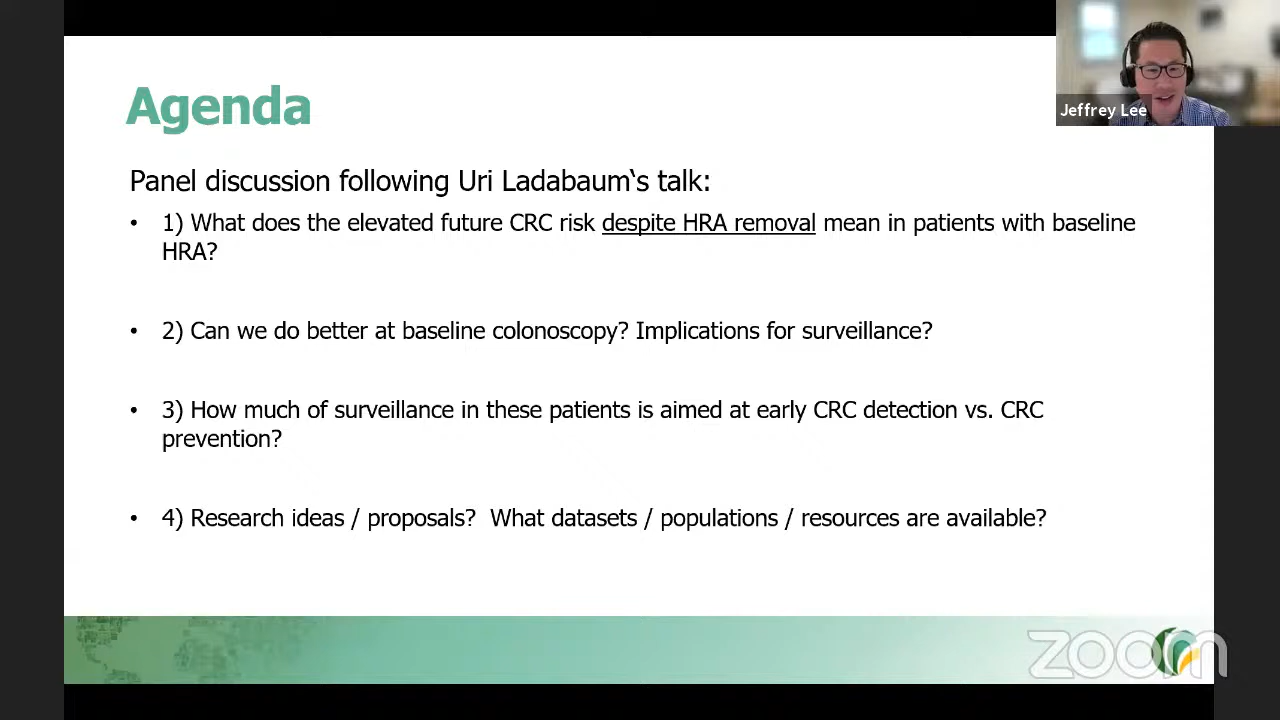 Agenda
Jeffrey Lee
Panel discussion following Uri Ladabaum‘s talk:
• 1) What does the elevated future CRC risk despite HRA removal mean in patients with baseline
HRA?
• 2) Can we do better at baseline colonoscopy? Implications for surveillance?
• 3) How much of surveillance in these patients is aimed at early CRC detection vs. CRC
prevention?
• 4) Research ideas / proposals?  What datasets / populations / resources are available?
zoom